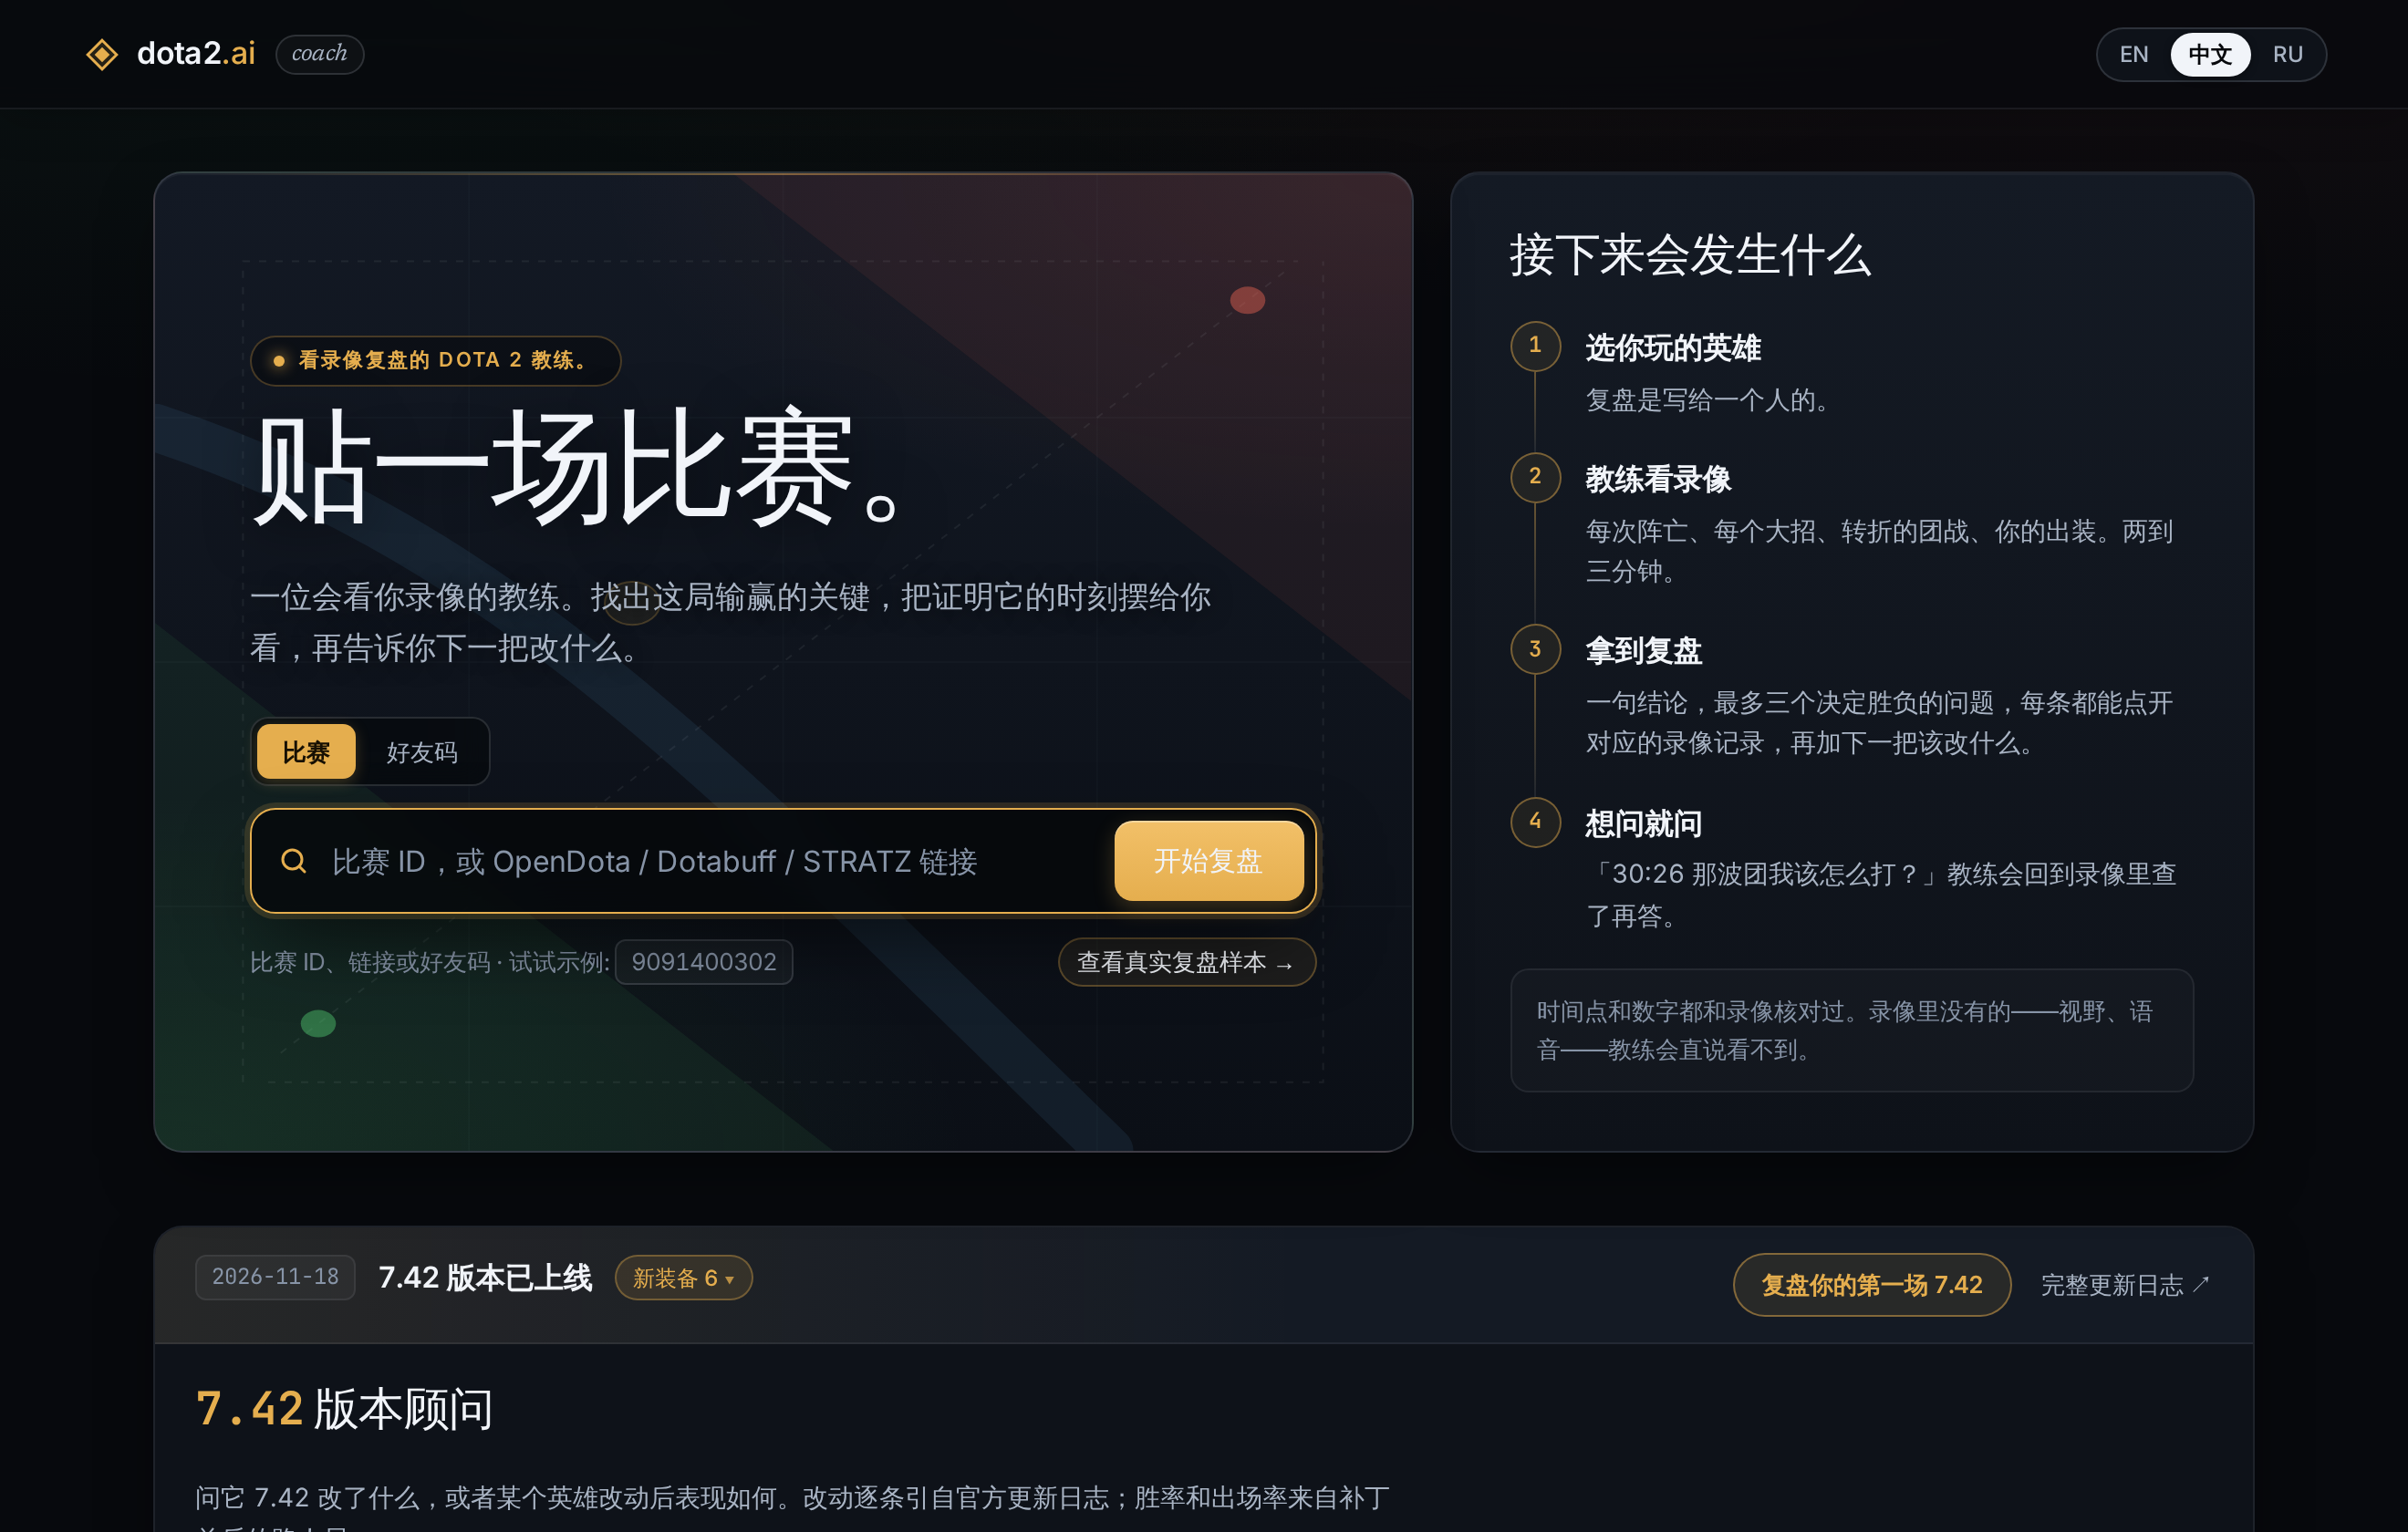 dota2.ai coach
EN 中文 RU
看录像复盘的 DOTA 2 教练。
贴一场比赛。
一位会看你录像的教练。找出这局输赢的关键，把证明它的时刻摆给你
看，再告诉你下一把改什么。
比赛 好友码
比赛 ID，或 OpenDota / Dotabuff / STRATZ 链接 开始复盘
比赛 ID、链接或好友码 · 试试示例: 9091400302 查看真实复盘样本 →
接下来会发生什么
1 选你玩的英雄
复盘是写给一个人的。
2 教练看录像
每次阵亡、每个大招、转折的团战、你的出装。两到
三分钟。
3 拿到复盘
一句结论，最多三个决定胜负的问题，每条都能点开
对应的录像记录，再加下一把该改什么。
4 想问就问
「30:26 那波团我该怎么打？」教练会回到录像里查
了再答。
时间点和数字都和录像核对过。录像里没有的——视野、语
音——教练会直说看不到。
2026-11-18 7.42 版本已上线 新装备 6 ▾ 复盘你的第一场 7.42 完整更新日志 ↗
7.42 版本顾问
问它 7.42 改了什么，或者某个英雄改动后表现如何。改动逐条引自官方更新日志；胜率和出场率来自补丁